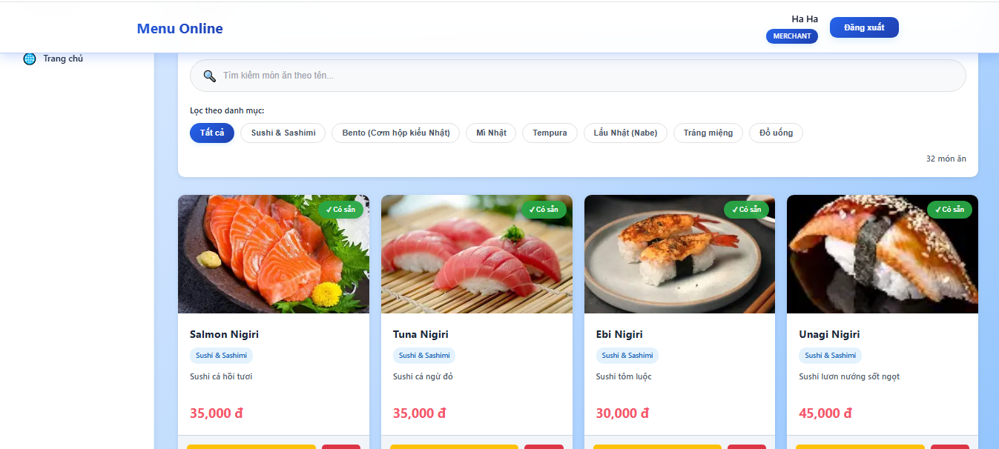 Menu Online
Ha Ha
MERCHANT
Đăng xuất
Trang chủ
Tìm kiếm món ăn theo tên...
Lọc theo danh mục:
Tất cả
Sushi & Sashimi
Bento (Cơm hộp kiểu Nhật)
Mì Nhật
Tempura
Lẩu Nhật (Nabe)
Tráng miệng
Đồ uống
32 món ăn
✓ Có sẵn
✓ Có sẵn
✓ Có sẵn
✓ Có sẵn
Salmon Nigiri
Sushi & Sashimi
Sushi cá hồi tươi
35,000 đ
Tuna Nigiri
Sushi & Sashimi
Sushi cá ngừ đỏ
35,000 đ
Ebi Nigiri
Sushi & Sashimi
Sushi tôm luộc
30,000 đ
Unagi Nigiri
Sushi & Sashimi
Sushi lươn nướng sốt ngọt
45,000 đ